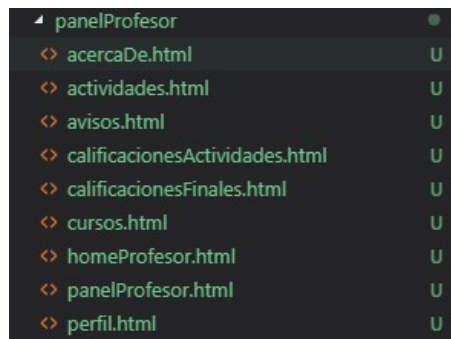 panelProfesor
<> acercaDe.html U
<> actividades.html U
<> avisos.html U
<> calificacionesActividades.html U
<> calificacionesFinales.html U
<> cursos.html U
<> homeProfesor.html U
<> panelProfesor.html U
<> perfil.html U